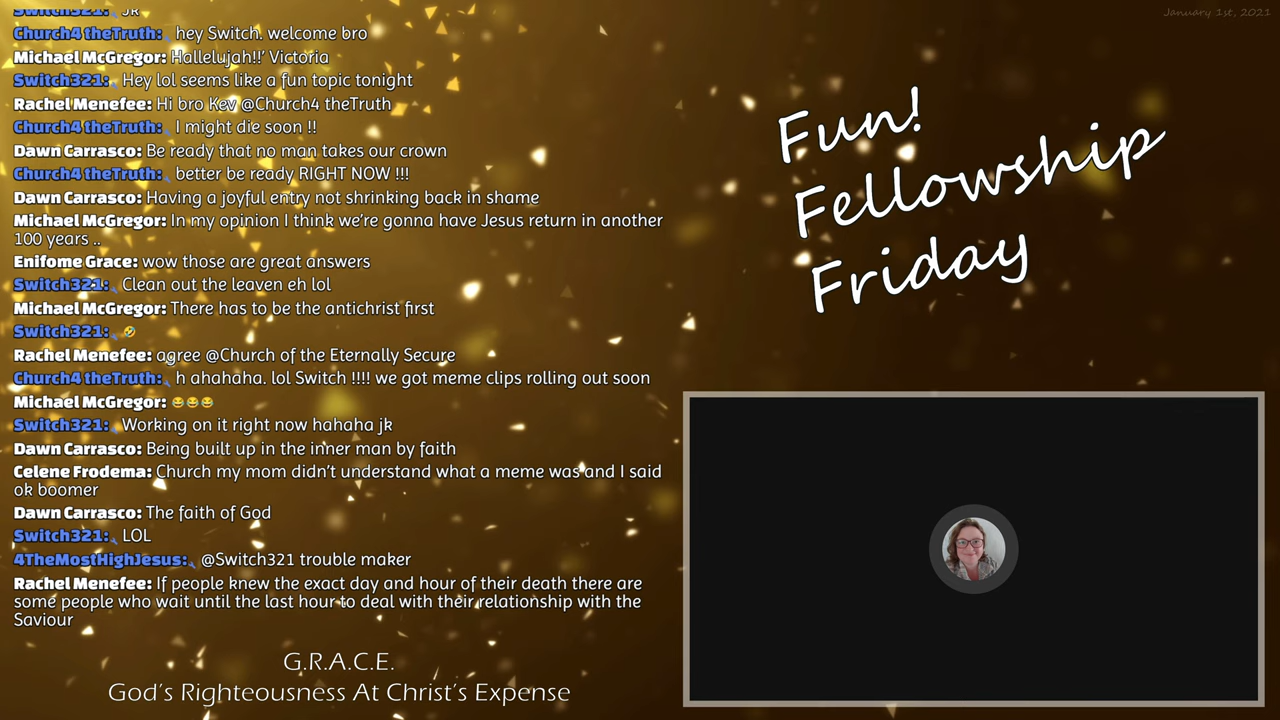 Switch321: JR
Church4 theTruth: hey Switch. welcome bro
Michael McGregor: Hallelujah!!’ Victoria
Switch321: Hey lol seems like a fun topic tonight
Rachel Menefee: Hi bro Kev @Church4 theTruth
Church4 theTruth: I might die soon !!
Dawn Carrasco: Be ready that no man takes our crown
Church4 theTruth: better be ready RIGHT NOW !!!
Dawn Carrasco: Having a joyful entry not shrinking back in shame
Michael McGregor: In my opinion I think we’re gonna have Jesus return in another
100 years ..
Enifome Grace: wow those are great answers
Switch321: Clean out the leaven eh lol
Michael McGregor: There has to be the antichrist first
Switch321: 🤣
Rachel Menefee: agree @Church of the Eternally Secure
Church4 theTruth: h ahahaha. lol Switch !!!! we got meme clips rolling out soon
Michael McGregor: 😂😂😂
Switch321: Working on it right now hahaha jk
Dawn Carrasco: Being built up in the inner man by faith
Celene Frodema: Church my mom didn’t understand what a meme was and I said
ok boomer
Dawn Carrasco: The faith of God
Switch321: LOL
4TheMostHighJesus: @Switch321 trouble maker
Rachel Menefee: If people knew the exact day and hour of their death there are
some people who wait until the last hour to deal with their relationship with the
Saviour
G.R.A.C.E.
God’s Righteousness At Christ’s Expense
January 1st, 2021
Fun!
Fellowship
Friday